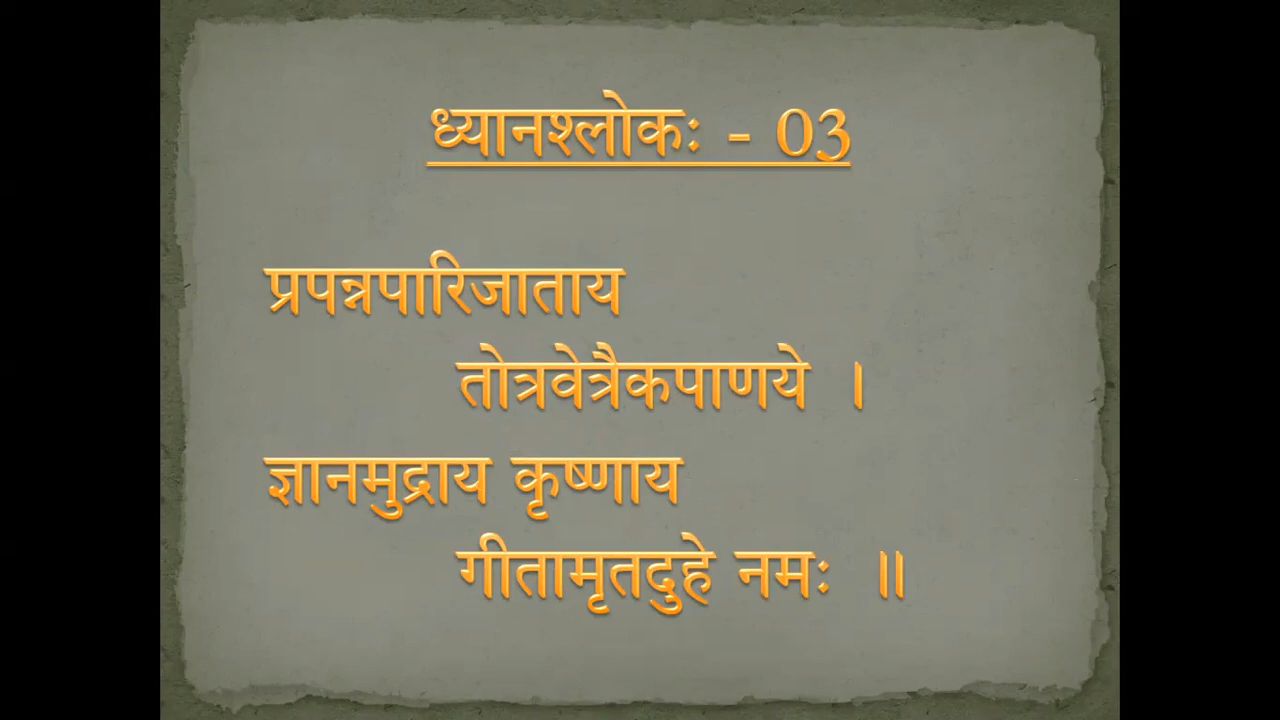 ध्यानश्लोकः - 03
प्रपन्नपारिजाताय
तोत्रवेत्रैकपाणये ।
ज्ञानमुद्राय कृष्णाय
गीतामृतदुहे नमः ॥